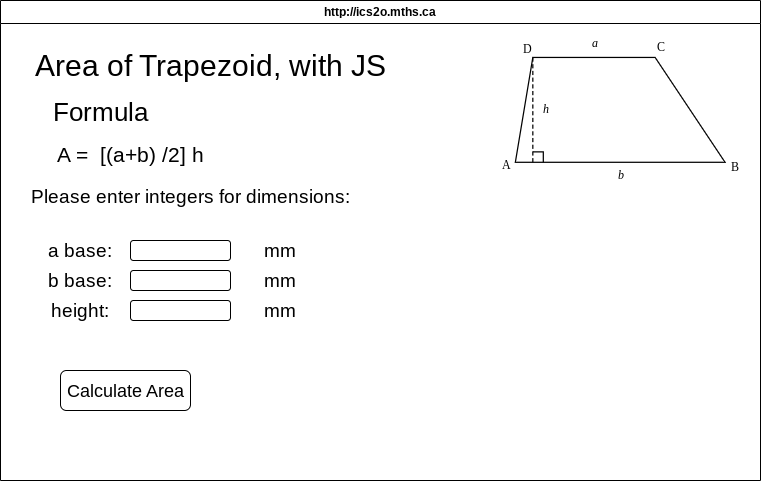 http://ics2o.mths.ca
Area of Trapezoid, with JS
Formula
A = [(a+b) /2] h
Please enter integers for dimensions:
a base: mm
b base: mm
height: mm
Calculate Area
D a C
h
A B
b